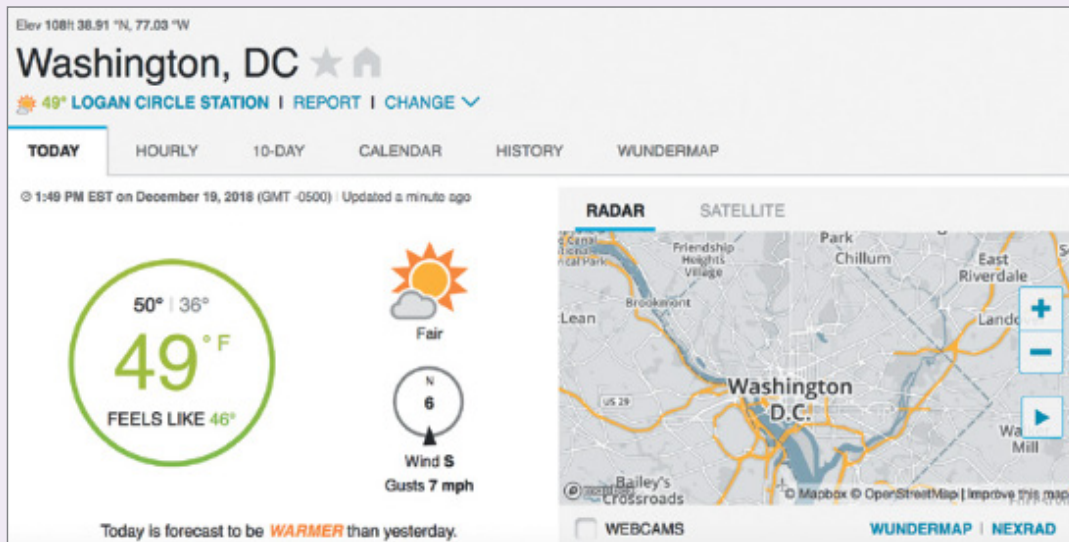 Elev 108ft 38.91 °N, 77.03 °W
Washington, DC
49° LOGAN CIRCLE STATION | REPORT | CHANGE
TODAY HOURLY 10-DAY CALENDAR HISTORY WUNDERMAP
1:49 PM EST on December 19, 2018 (GMT -0500) | Updated a minute ago
50° | 36°
49 °F
FEELS LIKE 46°
Fair
N
6
Wind S
Gusts 7 mph
Today is forecast to be WARMER than yesterday.
RADAR SATELLITE
Park
Friendship
Heights
Village
Chillum
East
Riverdale
Brookmont
Lean
+
−
Washington
D.C.
US 29
Mill
Bailey's
Crossroads
© Mapbox © OpenStreetMap | Improve this map
WEBCAMS WUNDERMAP | NEXRAD